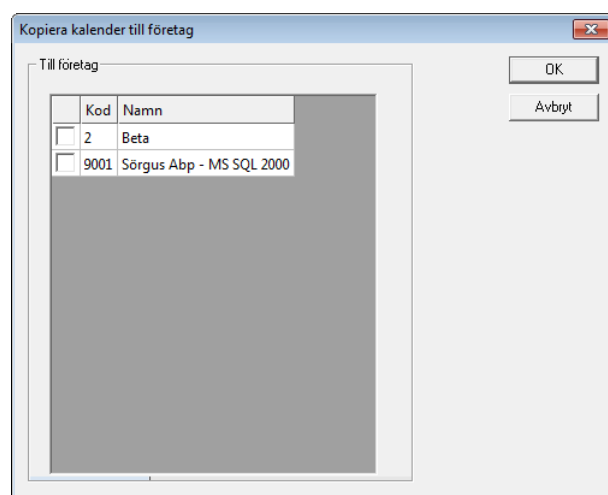 Kopiera kalender till företag
Till företag
OK
Avbryt
Kod Namn
2 Beta
9001 Sörgus Abp - MS SQL 2000